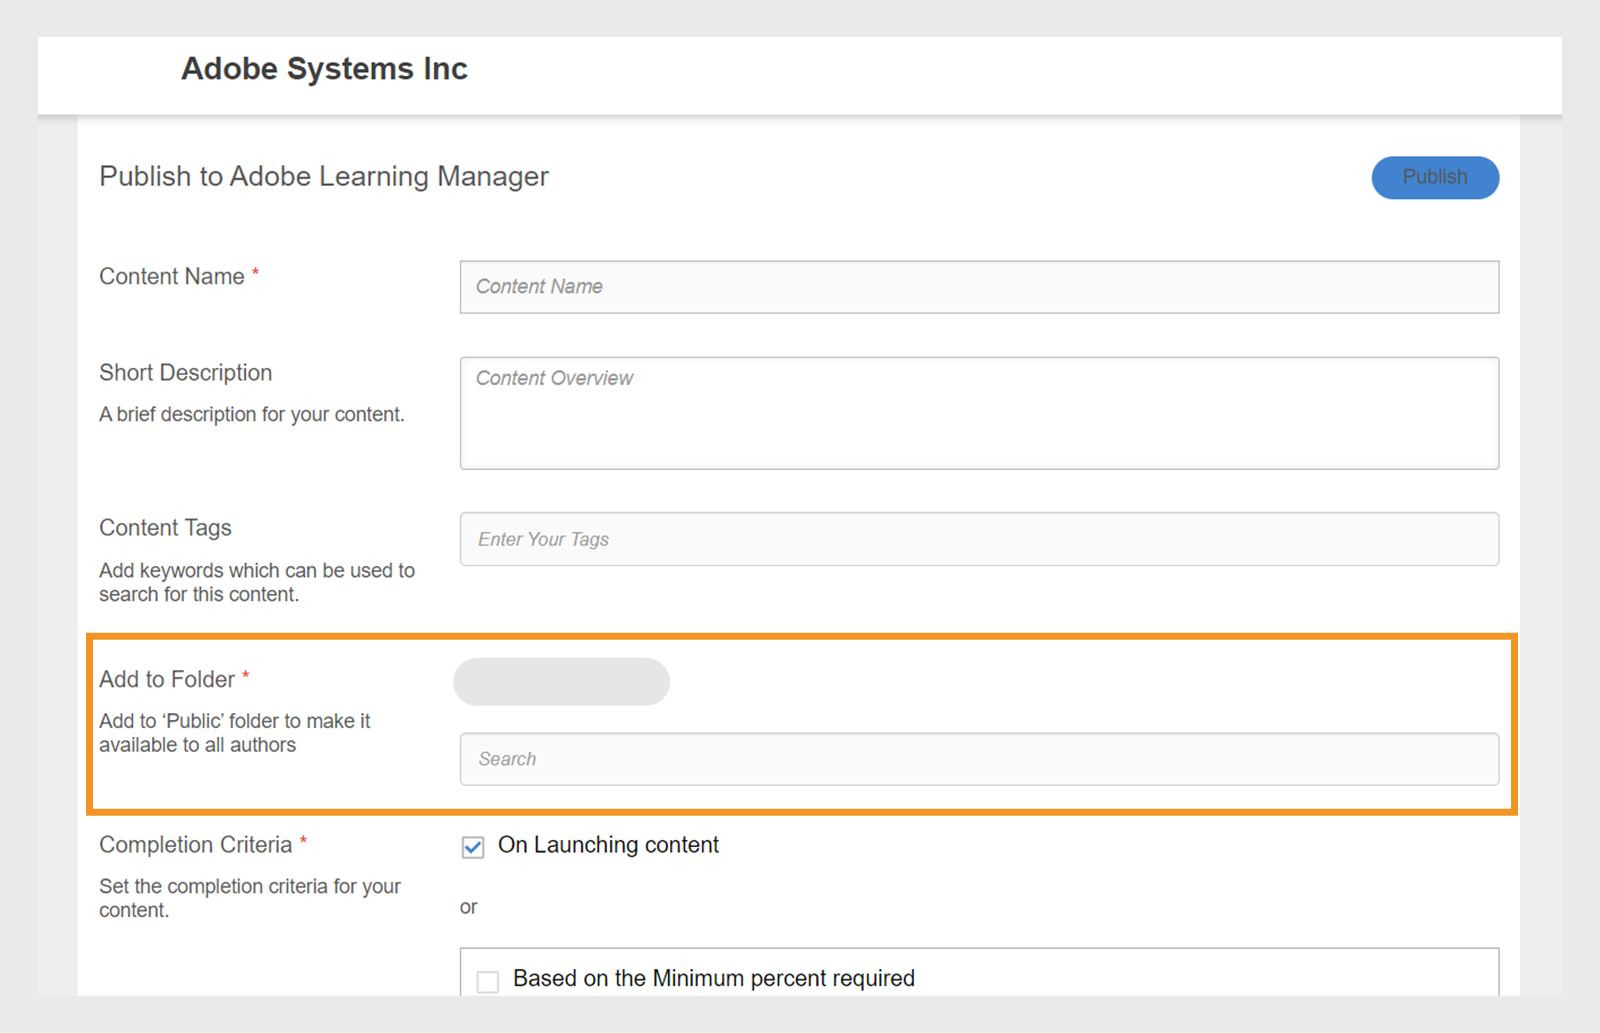 Adobe Systems Inc
Publish to Adobe Learning Manager
Publish
Content Name *
Content Name
Short Description
Content Overview
A brief description for your content.
Content Tags
Enter Your Tags
Add keywords which can be used to
search for this content.
Add to Folder *
Add to ‘Public’ folder to make it
available to all authors
Search
Completion Criteria *
On Launching content
Set the completion criteria for your
content.
or
Based on the Minimum percent required